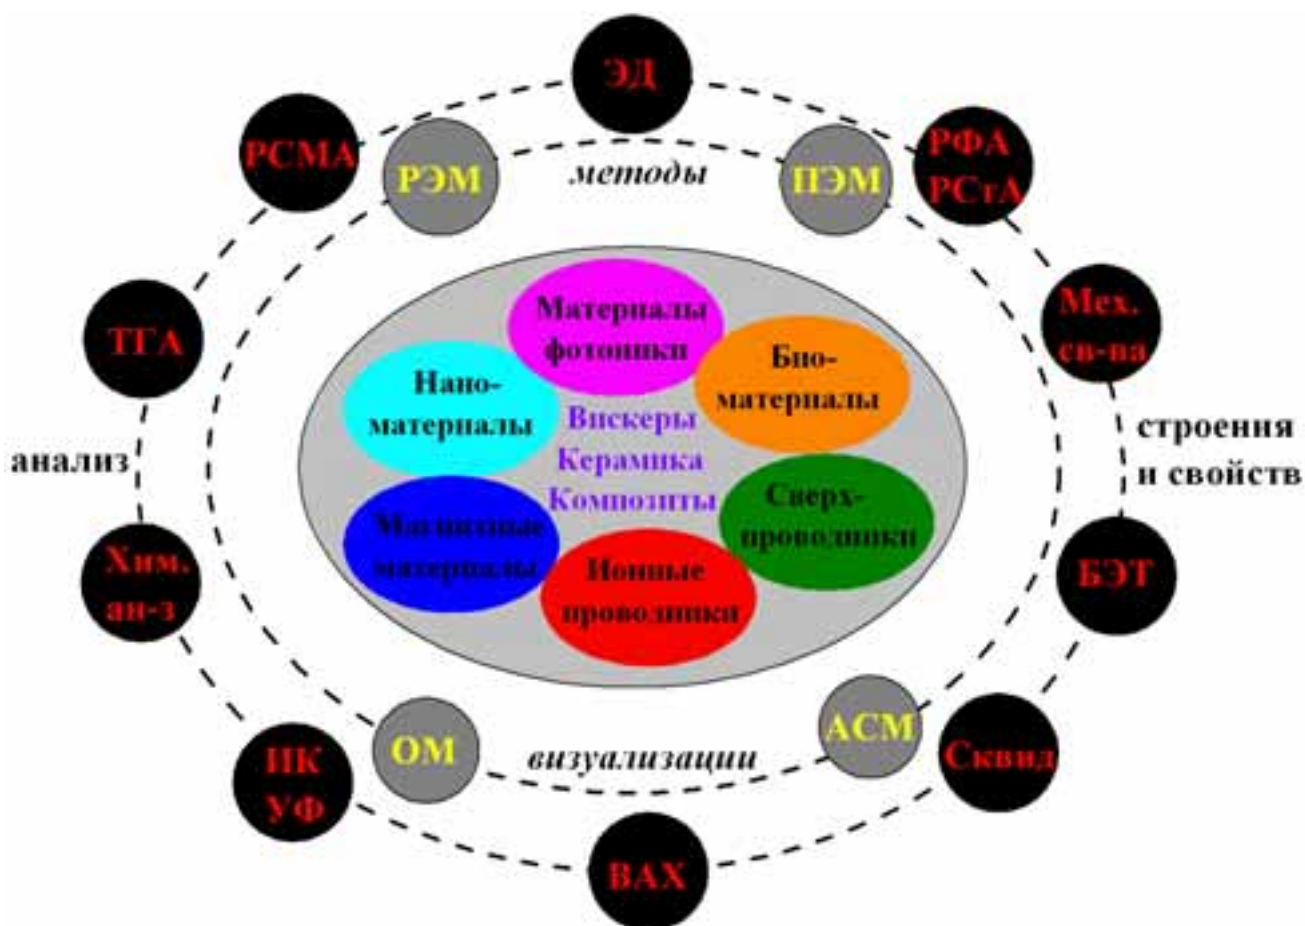 ЭД
РСМА
РФА
РСтА
РЭМ
методы
ПЭМ
Мех.
св-ва
ТГА
Материалы
фотоники
Био-
материалы
Нано-
материалы
Вискеры
Керамика
Композиты
анализ
строения
и свойств
Сверх-
проводники
Магнитные
материалы
Ионные
проводники
Хим.
ан-з
БЭТ
ОМ
визуализации
АСМ
Сквид
ИК
УФ
ВАХ